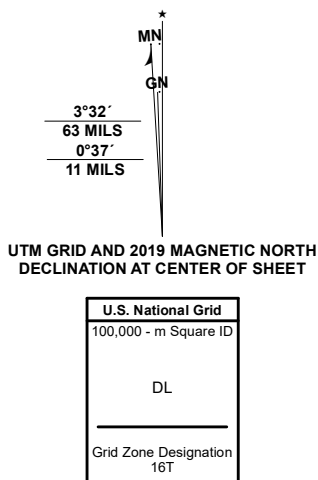 MN
GN
3°32´
63 MILS
0°37´
11 MILS
UTM GRID AND 2019 MAGNETIC NORTH
DECLINATION AT CENTER OF SHEET
U.S. National Grid
100,000 - m Square ID
DL
Grid Zone Designation
16T